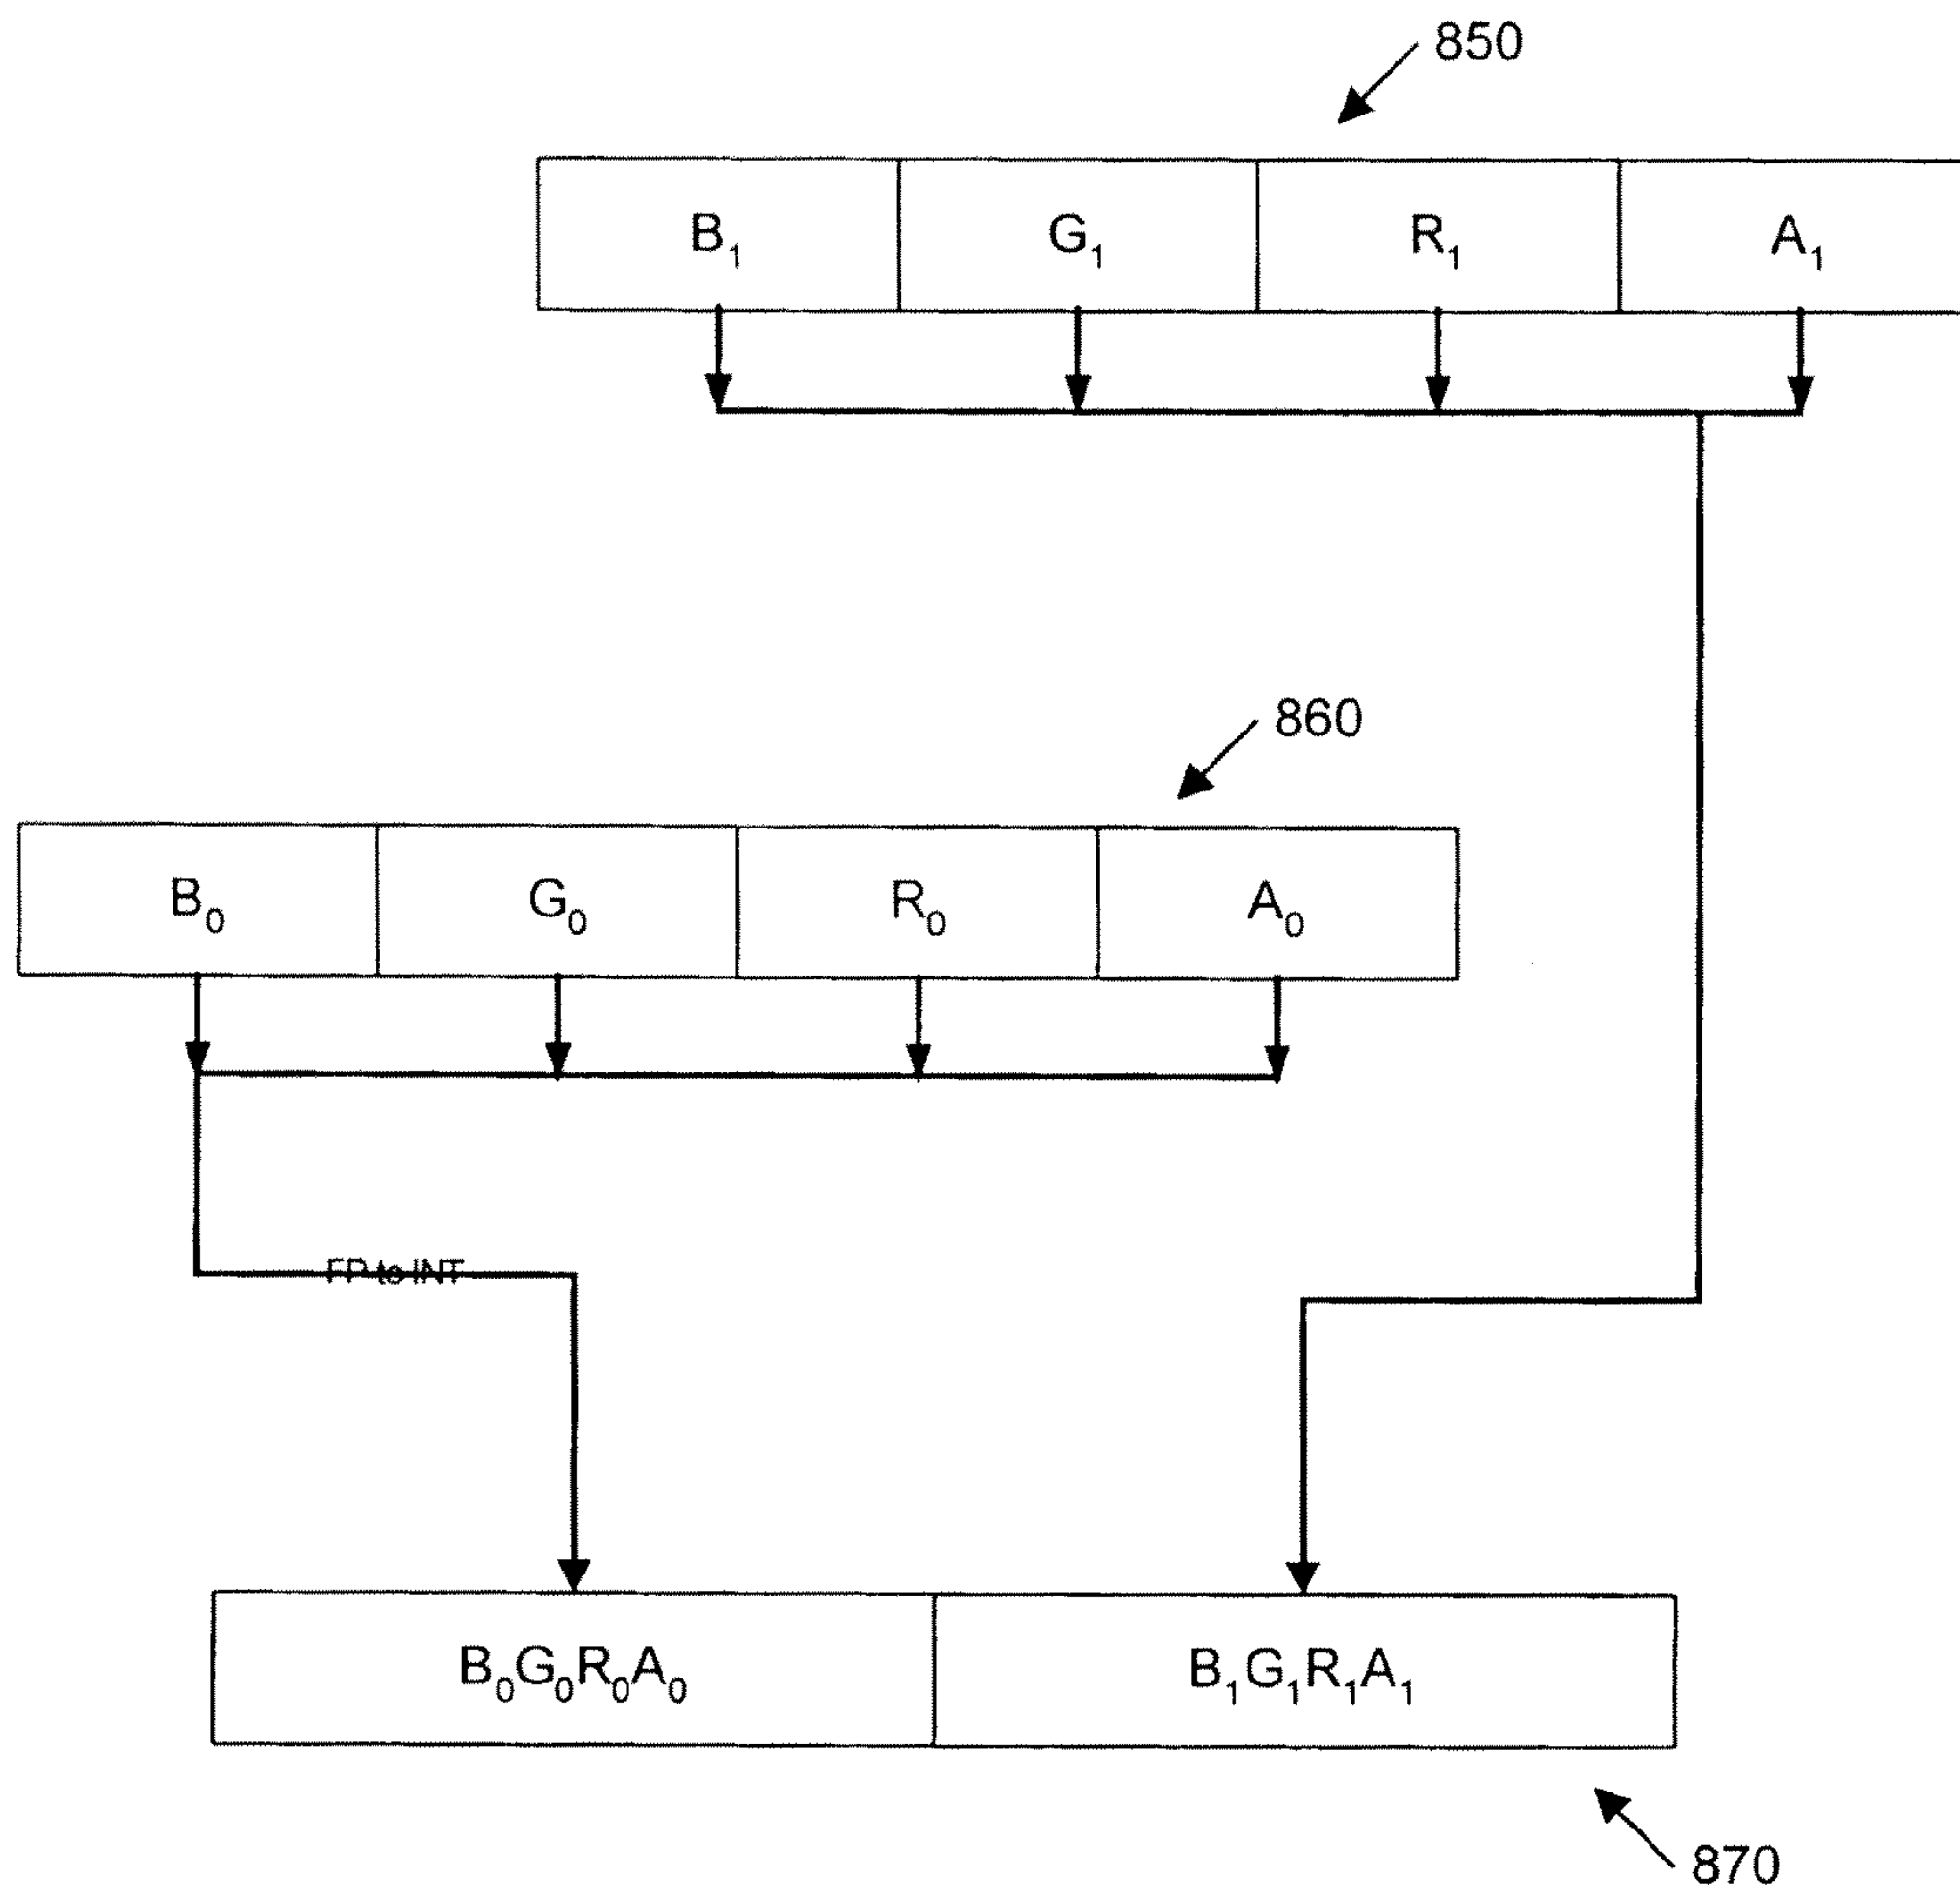 850
B₁ G₁ R₁ A₁
860
B₀ G₀ R₀ A₀
FP to INT
B₀G₀R₀A₀ B₁G₁R₁A₁
870